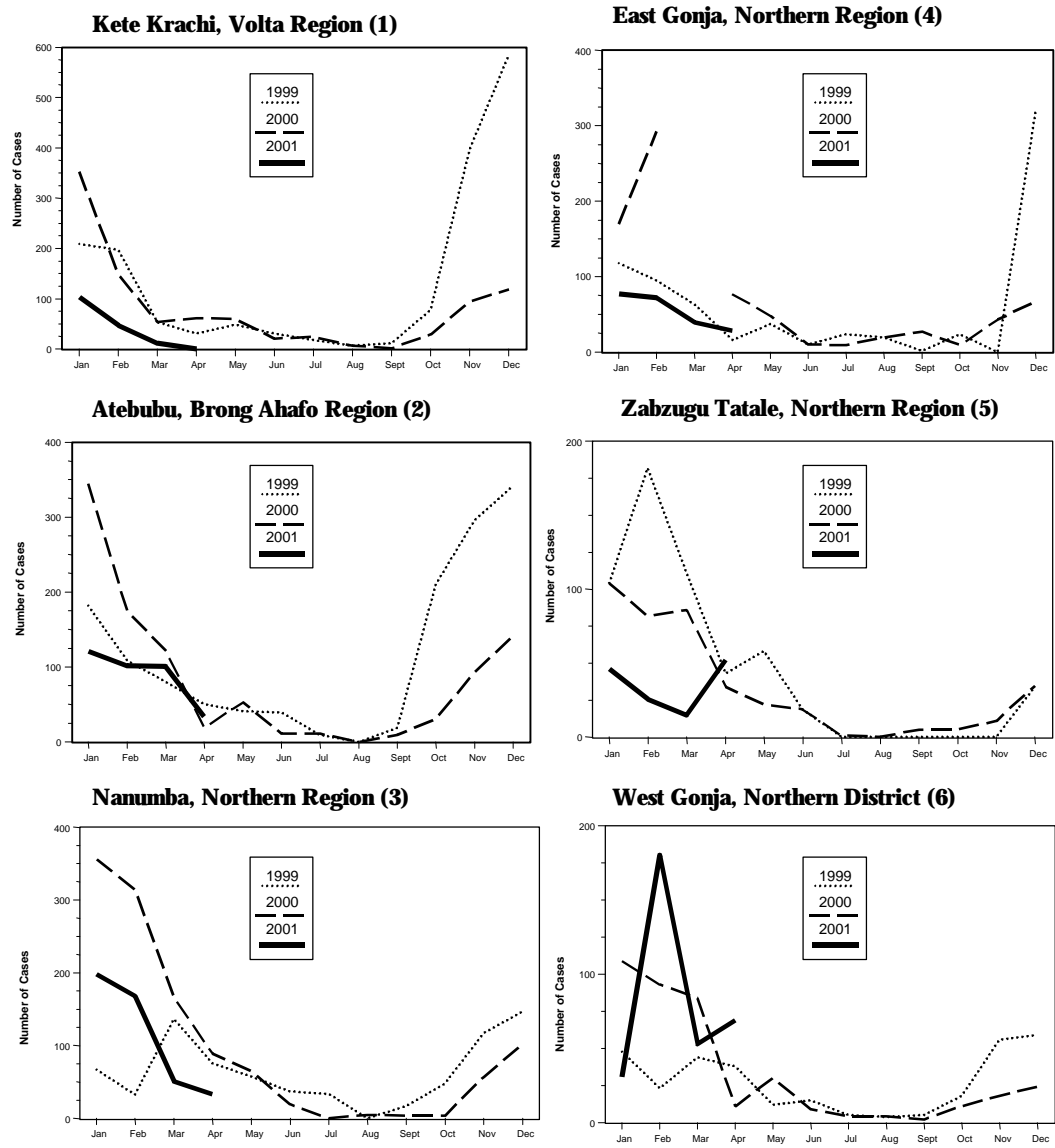 Kete Krachi, Volta Region (1)
600
500
400
300
200
100
0
Number of Cases
1999
2000
2001
Jan Feb Mar Apr May Jun Jul Aug Sept Oct Nov Dec
East Gonja, Northern Region (4)
400
300
200
100
0
Number of Cases
1999
2000
2001
Jan Feb Mar Apr May Jun Jul Aug Sept Oct Nov Dec
Atebubu, Brong Ahafo Region (2)
400
300
200
100
0
Number of Cases
1999
2000
2001
Jan Feb Mar Apr May Jun Jul Aug Sept Oct Nov Dec
Zabzugu Tatale, Northern Region (5)
200
100
0
Number of Cases
1999
2000
2001
Jan Feb Mar Apr May Jun Jul Aug Sept Oct Nov Dec
Nanumba, Northern Region (3)
400
300
200
100
0
Number of Cases
1999
2000
2001
Jan Feb Mar Apr May Jun Jul Aug Sept Oct Nov Dec
West Gonja, Northern District (6)
200
100
0
Number of Cases
1999
2000
2001
Jan Feb Mar Apr May Jun Jul Aug Sept Oct Nov Dec